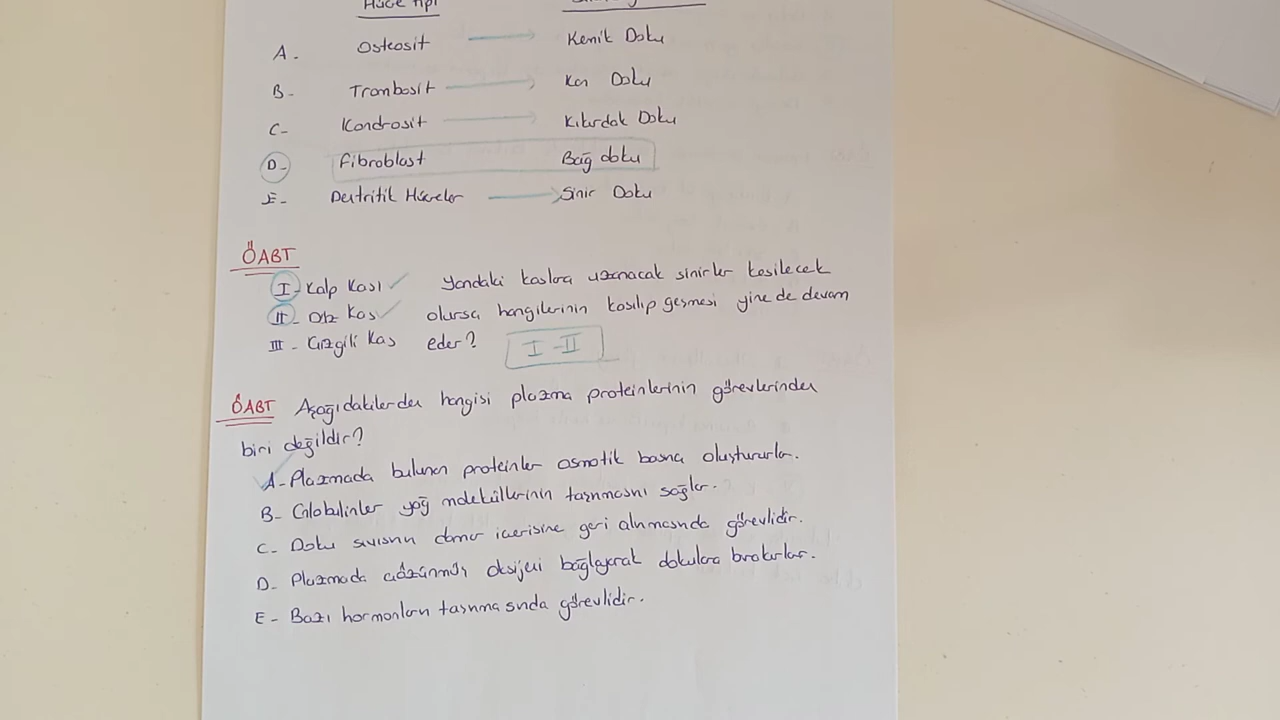 Hücre tipi
A. Osteosit → Kemik Doku
B- Trombosit → Kan Doku
C- Kondrosit → Kıkırdak Doku
D- Fibroblast Bağ doku
E- Dentritik Hücreler → Sinir Doku
ÖABT
I- Kalp Kası ✓ Yandaki kaslara uzanacak sinirler kesilecek
II- Düz Kas ✓ olursa hangilerinin kasılıp geşmesi yine de devam
III- Çizgili Kas eder? I-II
ÖABT Aşağıdakilerden hangisi plazma proteinlerinin görevlerinden
biri değildir?
A- Plazmada bulunan proteinler osmotik basınç oluştururlar.
B- Globulinler yağ moleküllerinin taşınmasını sağlar.
C- Doku sıvısının damar içerisine geri alınmasında görevlidir.
D- Plazmada çözünmüş oksijeni bağlayarak dokulara bırakırlar.
E- Bazı hormonların taşınmasında görevlidir.